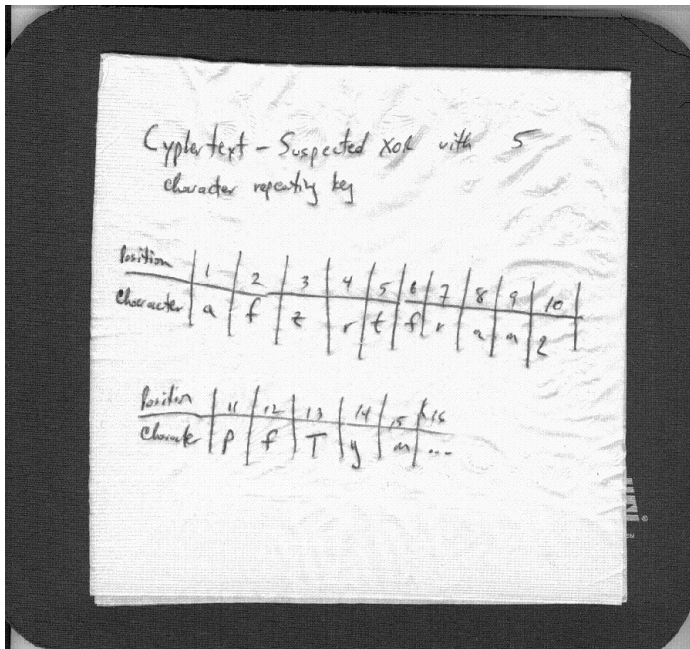 Cyphertext - Suspected XOR with 5
character repeating key
Position 1 2 3 4 5 6 7 8 9 10
Character a f z r t f r a n 2
Position 11 12 13 14 15 16
Character p f T y m ...